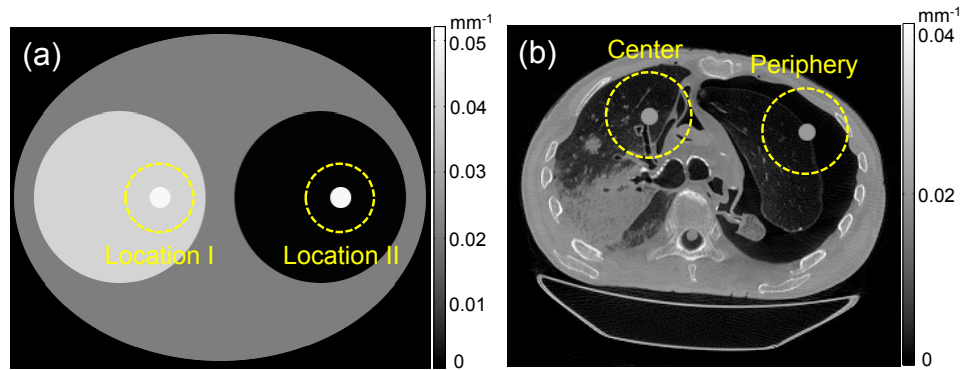 (a)
Location I
Location II
mm⁻¹
0.05
0.04
0.03
0.02
0.01
0
(b)
Center
Periphery
mm⁻¹
0.04
0.02
0